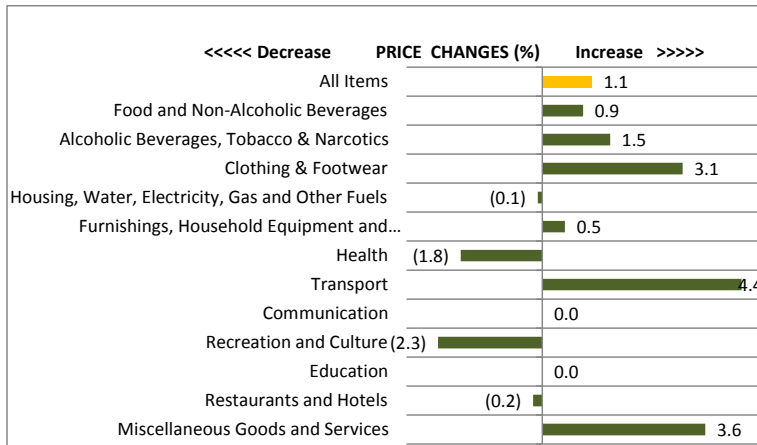 <<<<< Decrease PRICE CHANGES (%) Increase >>>>>
All Items 1.1
Food and Non-Alcoholic Beverages 0.9
Alcoholic Beverages, Tobacco & Narcotics 1.5
Clothing & Footwear 3.1
Housing, Water, Electricity, Gas and Other Fuels (0.1)
Furnishings, Household Equipment and... 0.5
Health (1.8)
Transport 4.4
Communication 0.0
Recreation and Culture (2.3)
Education 0.0
Restaurants and Hotels (0.2)
Miscellaneous Goods and Services 3.6